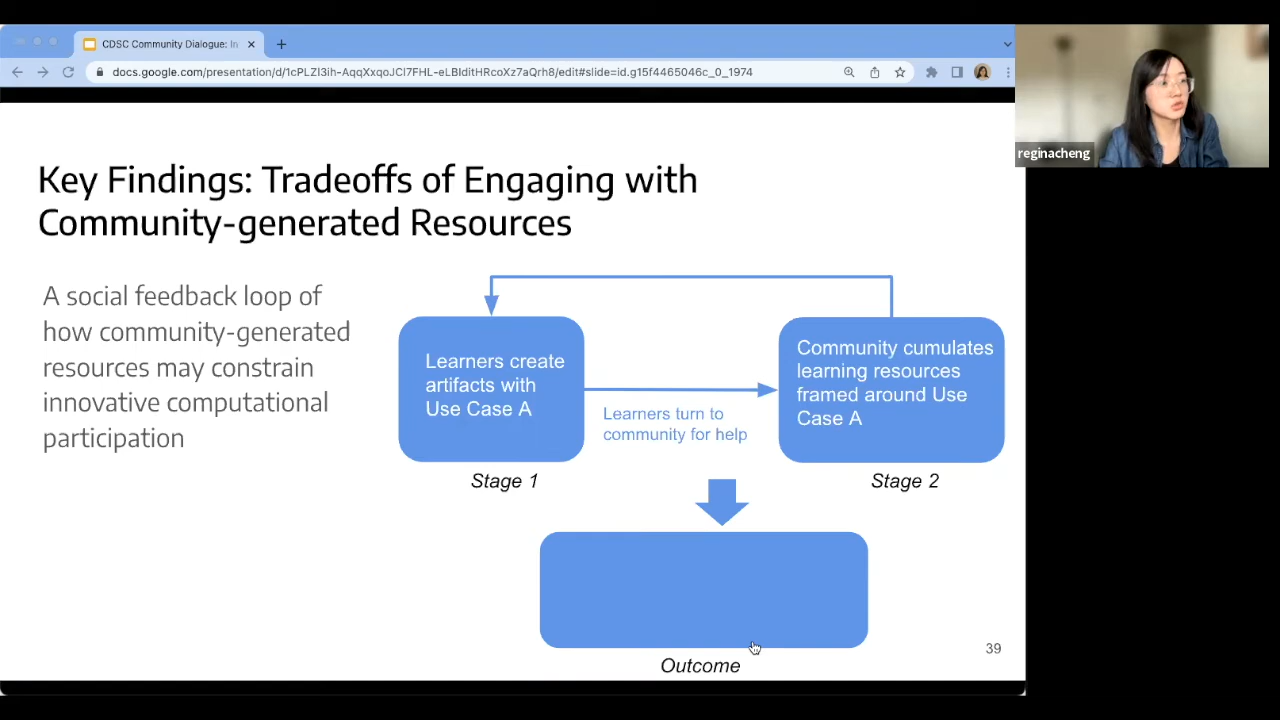 CDSC Community Dialogue: In
docs.google.com/presentation/d/1cPLZl3ih-AqqXxqoJCl7FHL-eLBlditHRcoXz7aQrh8/edit#slide=id.g15f4465046c_0_1974
reginacheng
Key Findings: Tradeoffs of Engaging with
Community-generated Resources
A social feedback loop of
how community-generated
resources may constrain
innovative computational
participation
Learners create
artifacts with
Use Case A
Learners turn to
community for help
Community cumulates
learning resources
framed around Use
Case A
Stage 1
Stage 2
Outcome
39